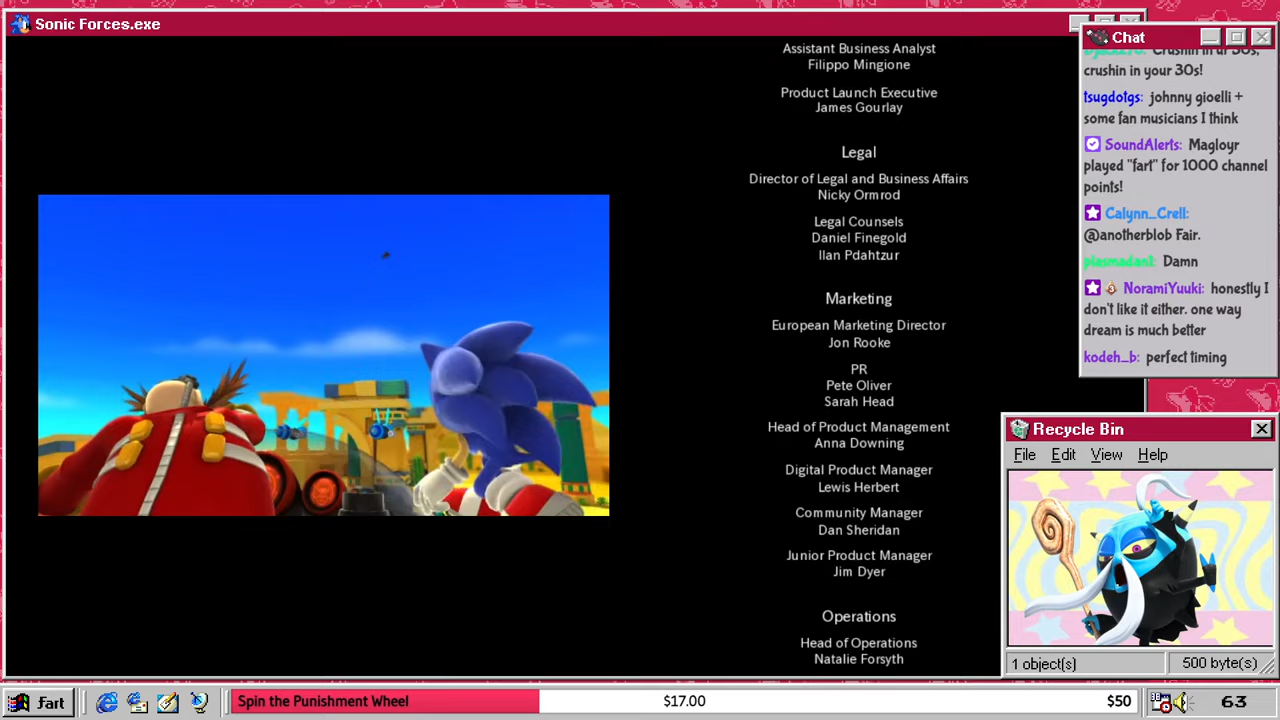 Sonic Forces.exe
Assistant Business Analyst
Filippo Mingione
Product Launch Executive
James Gourlay
Legal
Director of Legal and Business Affairs
Nicky Ormrod
Legal Counsels
Daniel Finegold
Ilan Pdahtzur
Marketing
European Marketing Director
Jon Rooke
PR
Pete Oliver
Sarah Head
Head of Product Management
Anna Downing
Digital Product Manager
Lewis Herbert
Community Manager
Dan Sheridan
Junior Product Manager
Jim Dyer
Operations
Head of Operations
Natalie Forsyth
Chat
Crushin in ur 30s,
crushin in your 30s!
tsugdotgs: johnny gioelli +
some fan musicians I think
SoundAlerts: Magloyr
played "fart" for 1000 channel
points!
Calynn_Crell:
@anotherblob Fair.
plasmadan1: Damn
NoramiYuuki: honestly I
don't like it either. one way
dream is much better
kodeh_b: perfect timing
Recycle Bin
File Edit View Help
1 object(s) 500 byte(s)
fart
Spin the Punishment Wheel $17.00 $50
63